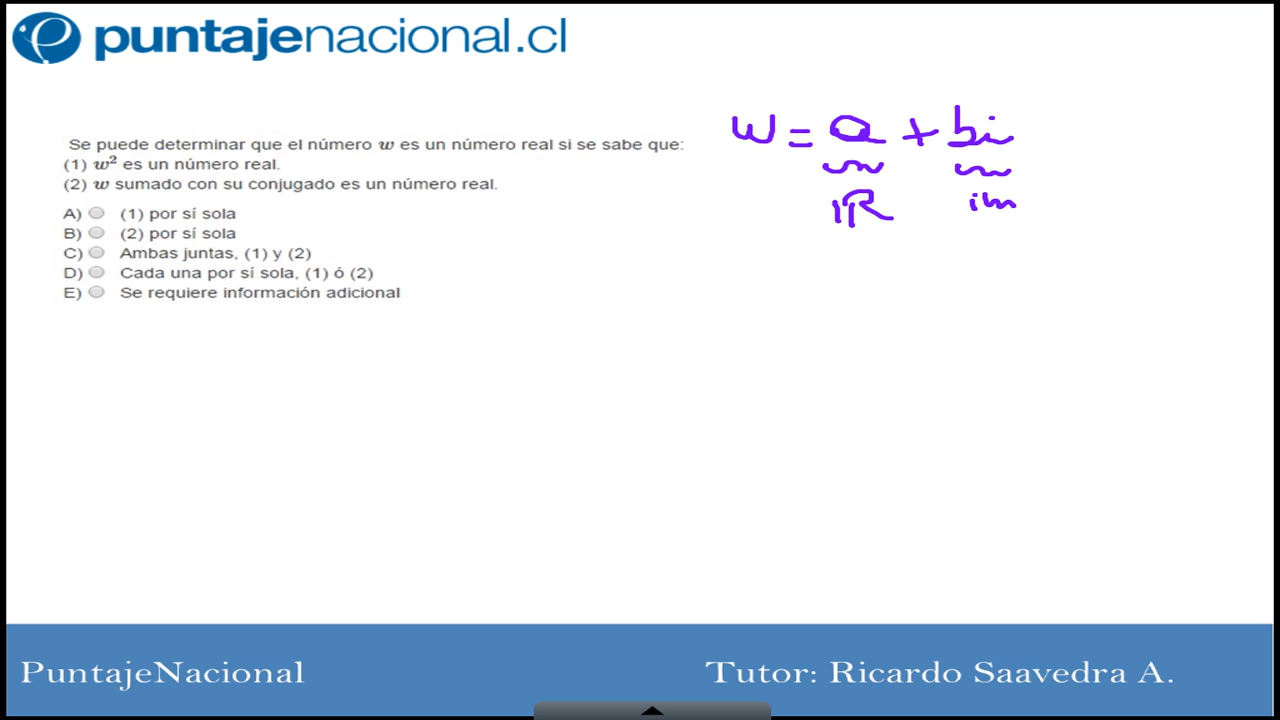 puntajenacional.cl
Se puede determinar que el número w es un número real si se sabe que:
(1) w² es un número real.
(2) w sumado con su conjugado es un número real.
A) (1) por sí sola
B) (2) por sí sola
C) Ambas juntas, (1) y (2)
D) Cada una por sí sola, (1) ó (2)
E) Se requiere información adicional
w = a + bi
IR im
PuntajeNacional
Tutor: Ricardo Saavedra A.